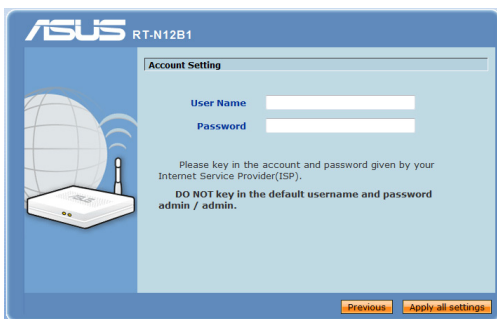 ASUS RT-N12B1
Account Setting
User Name
Password
Please key in the account and password given by your
Internet Service Provider(ISP).
DO NOT key in the default username and password
admin / admin.
ASUS
Previous Apply all settings